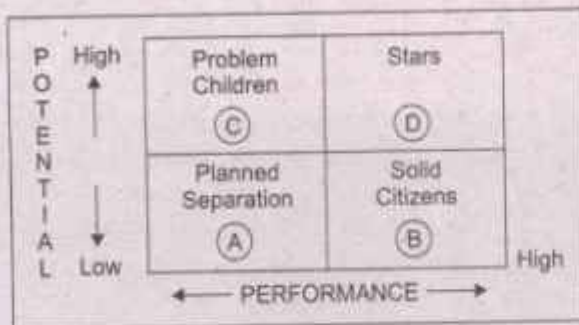 POTENTIAL
High
Low
Problem
Children
C
Stars
D
Planned
Separation
A
Solid
Citizens
B
High
PERFORMANCE